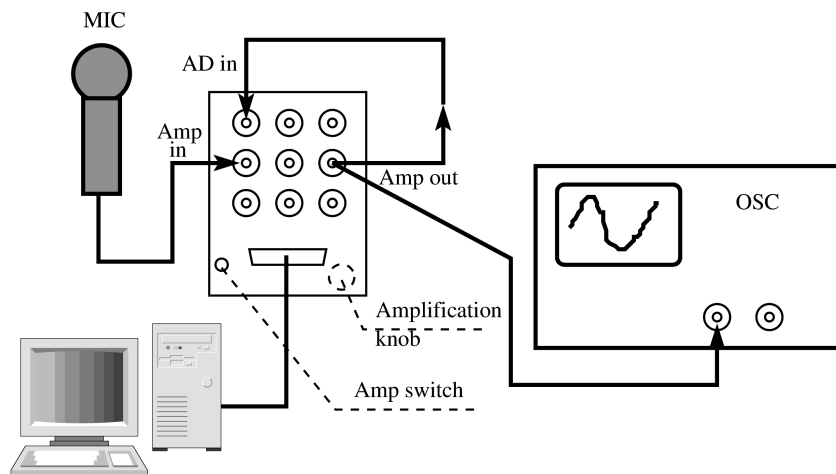 MIC
AD in
Amp
in
Amp out
OSC
Amplification
knob
Amp switch